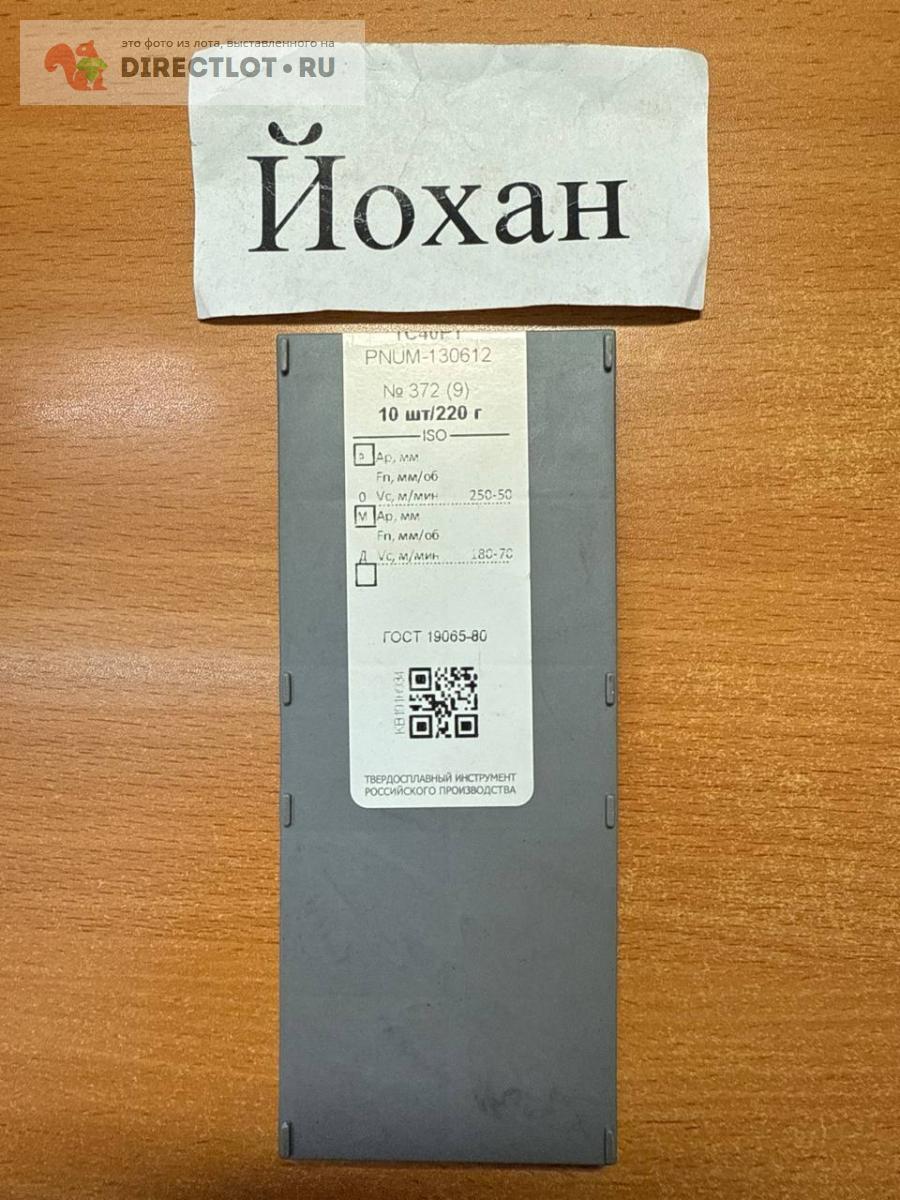 это фото из лота, выставленного на
DIRECTLOT.RU
Йохан
PNUM-130612
№ 372 (9)
10 шт/220 г
ISO
P Ap, мм
Fn, мм/об
О Vc, м/мин 250-50
М Ap, мм
Fn, мм/об
Д Vc, м/мин 180-70
ГОСТ 19065-80
ТВЕРДОСПЛАВНЫЙ ИНСТРУМЕНТ
РОССИЙСКОГО ПРОИЗВОДСТВА